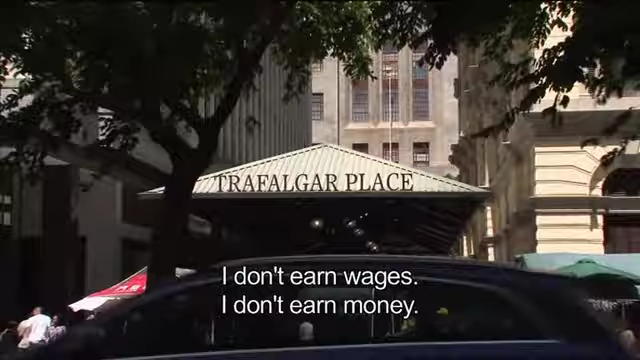 TRAFALGAR PLACE
I don't earn wages.
I don't earn money.